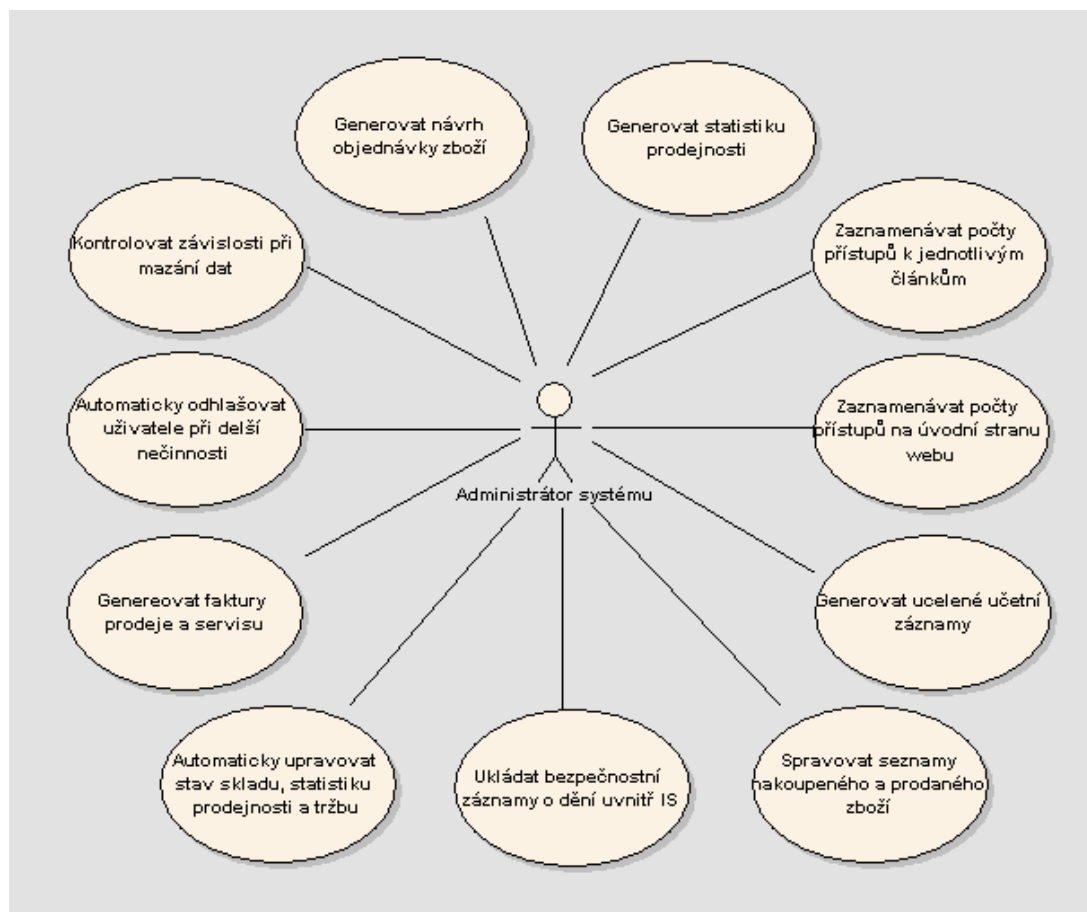 Generovat návrh
objednávky zboží
Generovat statistiku
prodejnosti
Kontrolovat závislosti při
mazání dat
Zaznamenávat počty
přístupů k jednotlivým
článkům
Automaticky odhlašovat
uživatele při delší
nečinnosti
Zaznamenávat počty
přístupů na úvodní stranu
webu
Administrátor systému
Genereovat faktury
prodeje a servisu
Generovat ucelené učetní
záznamy
Automaticky upravovat
stav skladu, statistiku
prodejnosti a tržbu
Ukládat bezpečnostní
záznamy o dění uvnitř IS
Spravovat seznamy
nakoupeného a prodaného
zboží